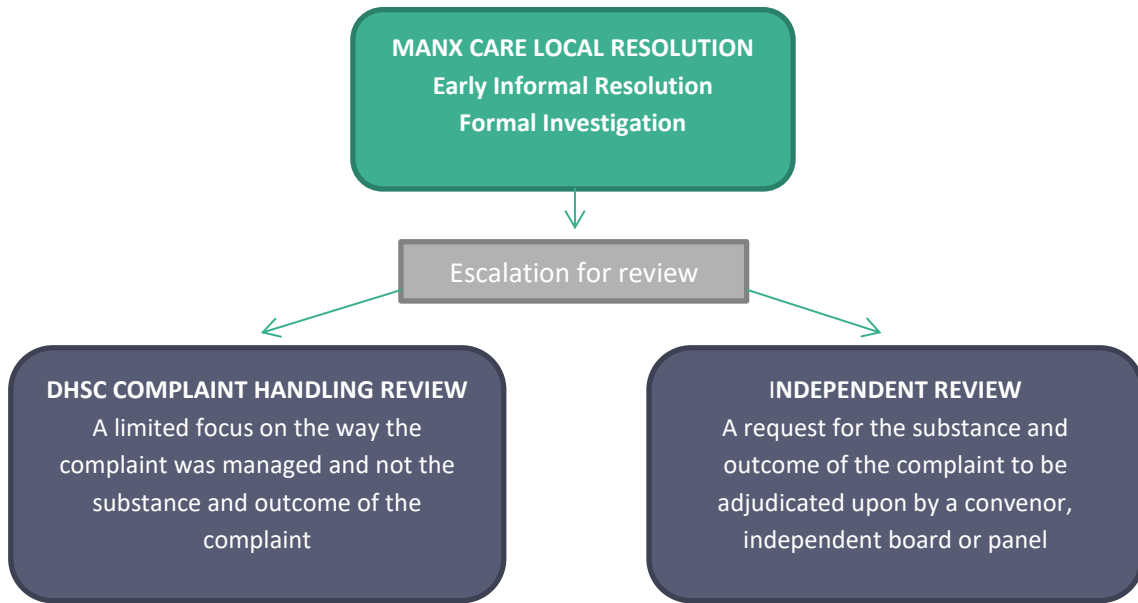 MANX CARE LOCAL RESOLUTION
Early Informal Resolution
Formal Investigation
Escalation for review
DHSC COMPLAINT HANDLING REVIEW
A limited focus on the way the
complaint was managed and not the
substance and outcome of the
complaint
INDEPENDENT REVIEW
A request for the substance and
outcome of the complaint to be
adjudicated upon by a convenor,
independent board or panel